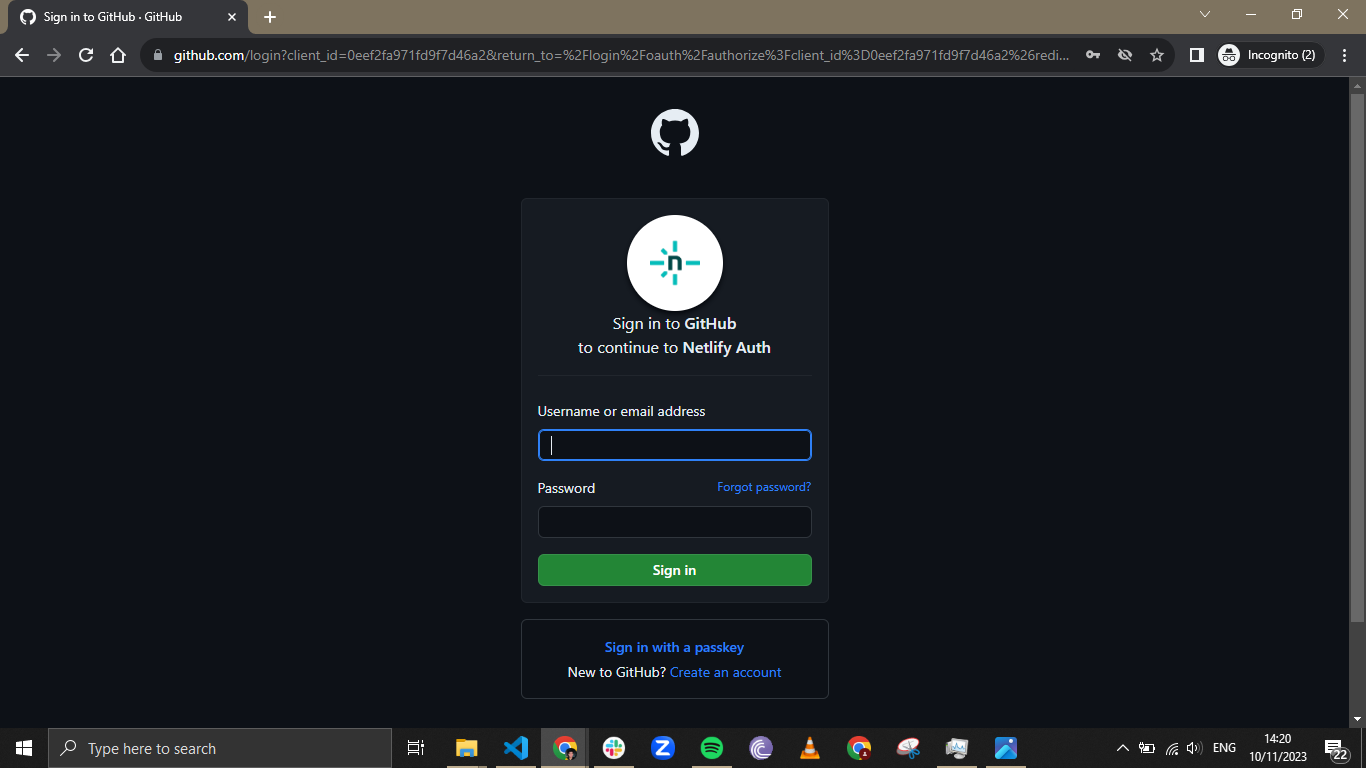 Sign in to GitHub · GitHub
github.com/login?client_id=0eef2fa971fd9f7d46a2&return_to=%2Flogin%2Foauth%2Fauthorize%3Fclient_id%3D0eef2fa971fd9f7d46a2%26redi...
Incognito (2)
n
Sign in to GitHub
to continue to Netlify Auth
Username or email address
Password
Forgot password?
Sign in
Sign in with a passkey
New to GitHub? Create an account
Type here to search
Z
ENG
14:20
10/11/2023
22